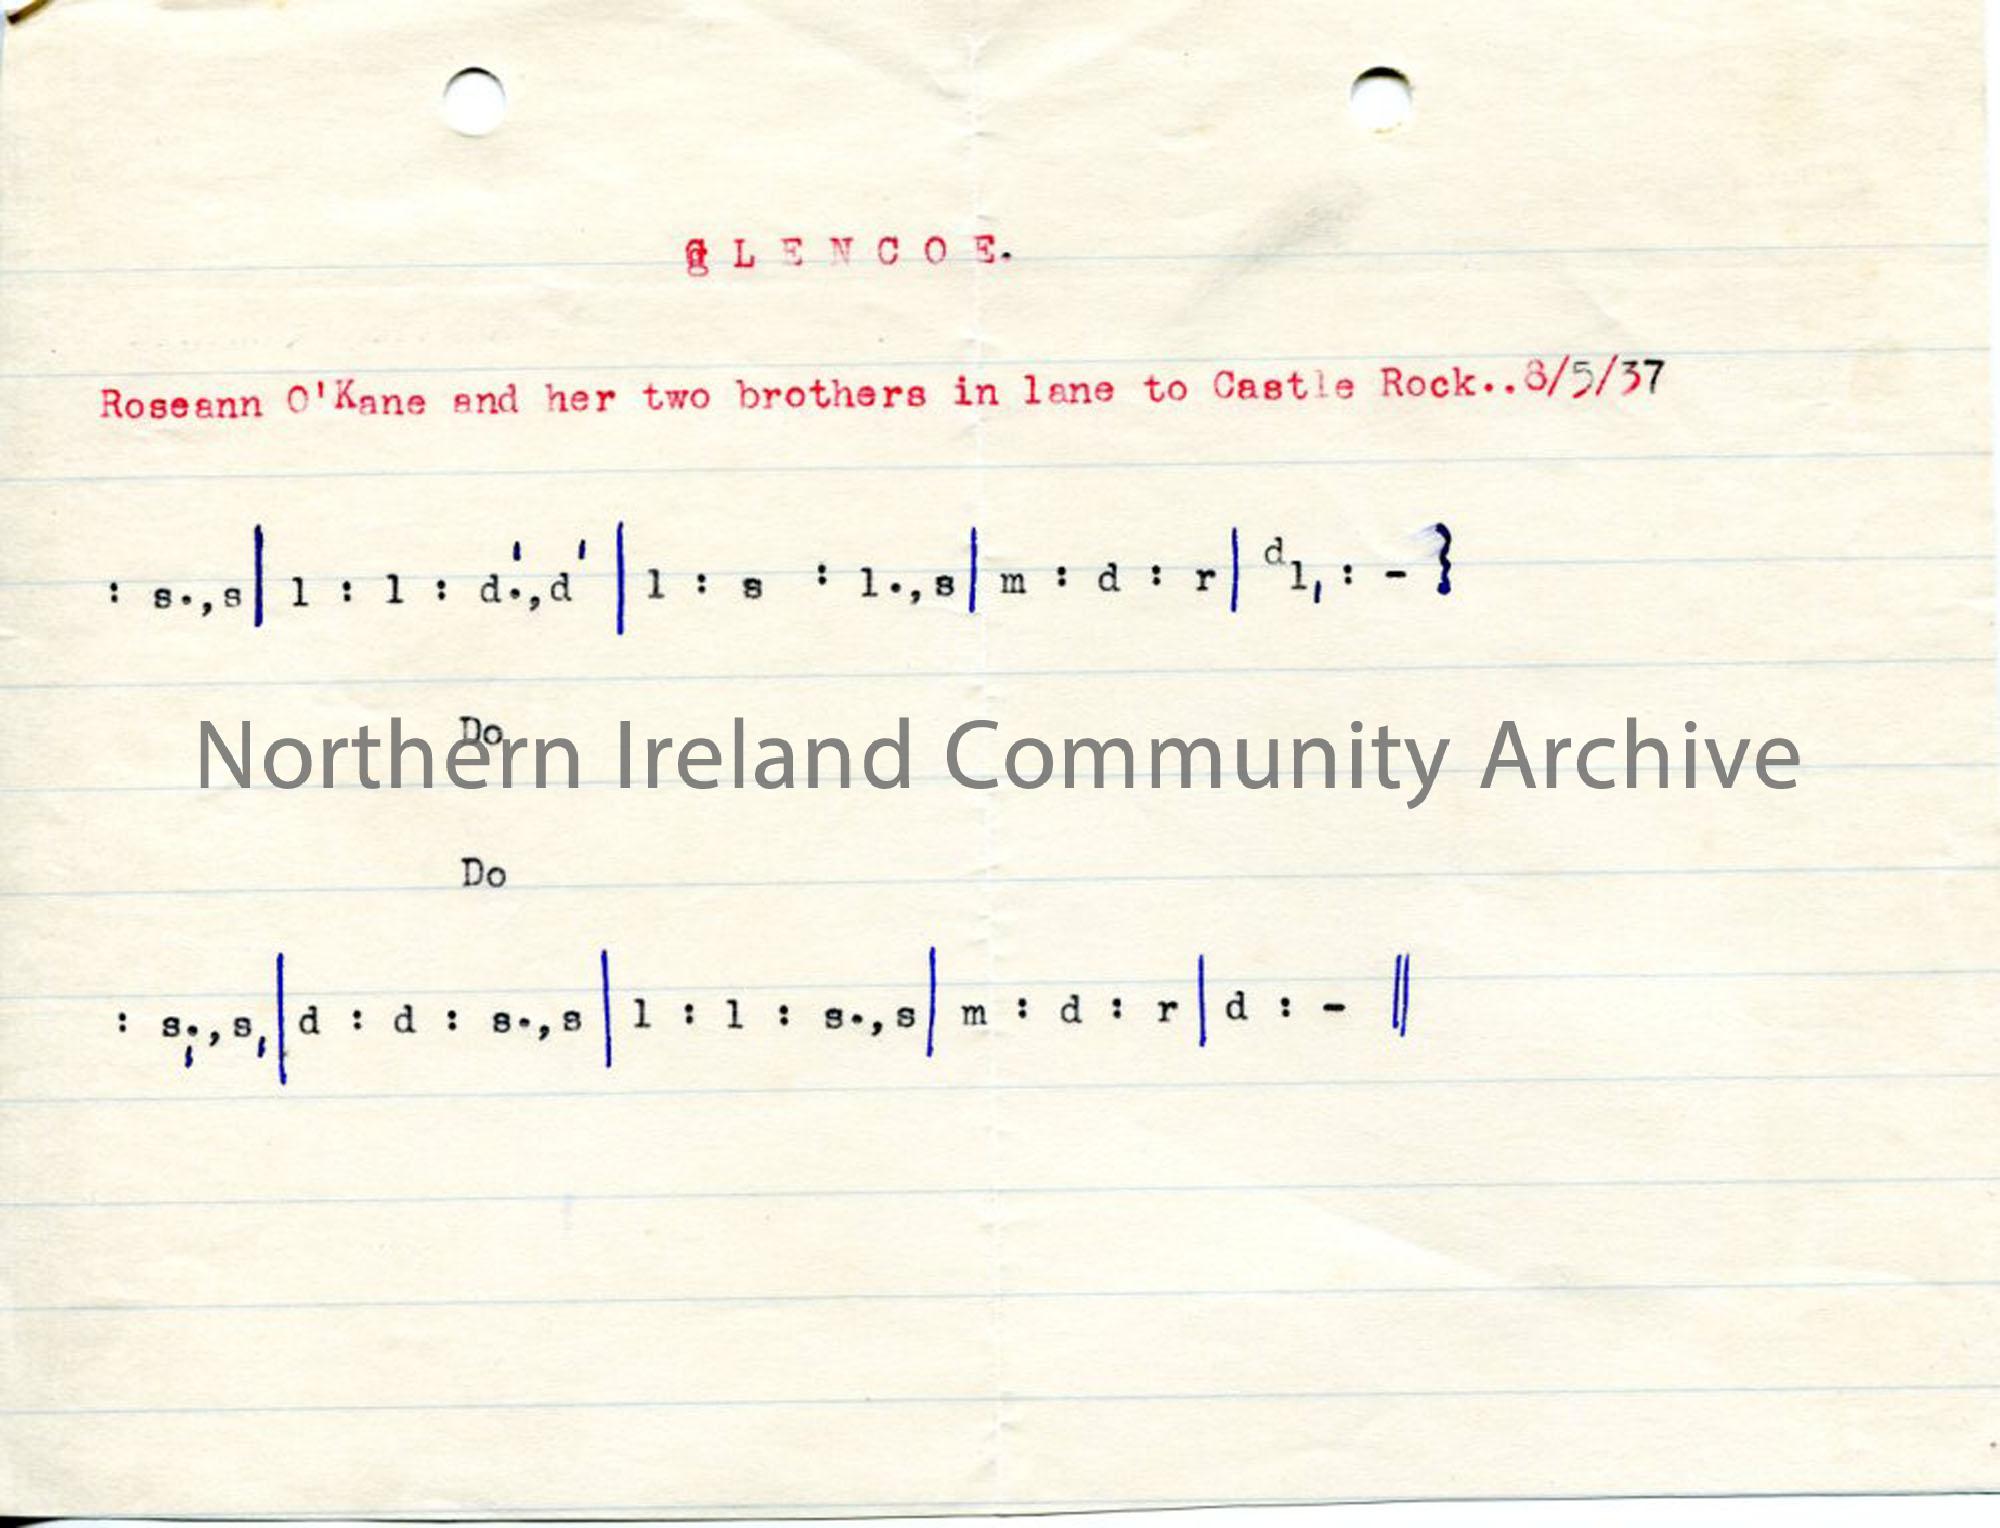 GLENCOE.
Roseann O'Kane and her two brothers in lane to Castle Rock..8/5/37
: s.,s| l : l : d'.,d' | l : s : l.,s| m : d : r| d l, : - }
Do
Northern Ireland Community Archive
Do
: s,.,s,| d : d : s.,s | l : l : s.,s| m : d : r | d : - ||